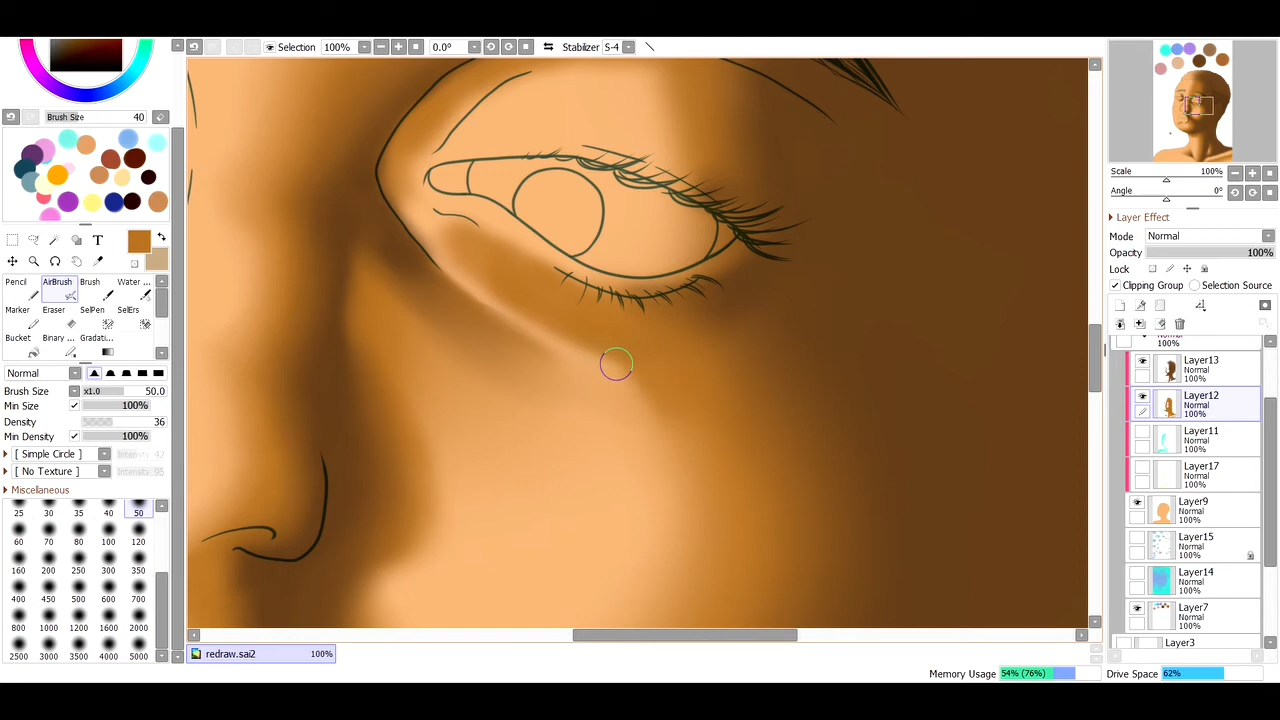 Selection 100% 0.0° Stabilizer S-4
Brush Size 40
T
Pencil AirBrush Brush Water ...
Marker Eraser SelPen SelErs
Bucket Binary ... Gradati...
Normal
Brush Size x1.0 50.0
Min Size 100%
Density 36
Min Density 100%
[ Simple Circle ] Intensity 42
[ No Texture ] Intensity 95
Miscellaneous
25 30 35 40 50
60 70 80 100 120
160 200 250 300 350
400 450 500 600 700
800 1000 1200 1600 2000
2500 3000 3500 4000 5000
redraw.sai2 100%
Scale 100%
Angle 0°
Layer Effect
Mode Normal
Opacity 100%
Lock
Clipping Group Selection Source
100%
Layer13
Normal
100%
Layer12
Normal
100%
Layer11
Normal
100%
Layer17
Normal
100%
Layer9
Normal
100%
Layer15
Normal
100%
Layer14
Normal
100%
Layer7
Normal
100%
Layer3
Memory Usage 54% (76%) Drive Space 62%